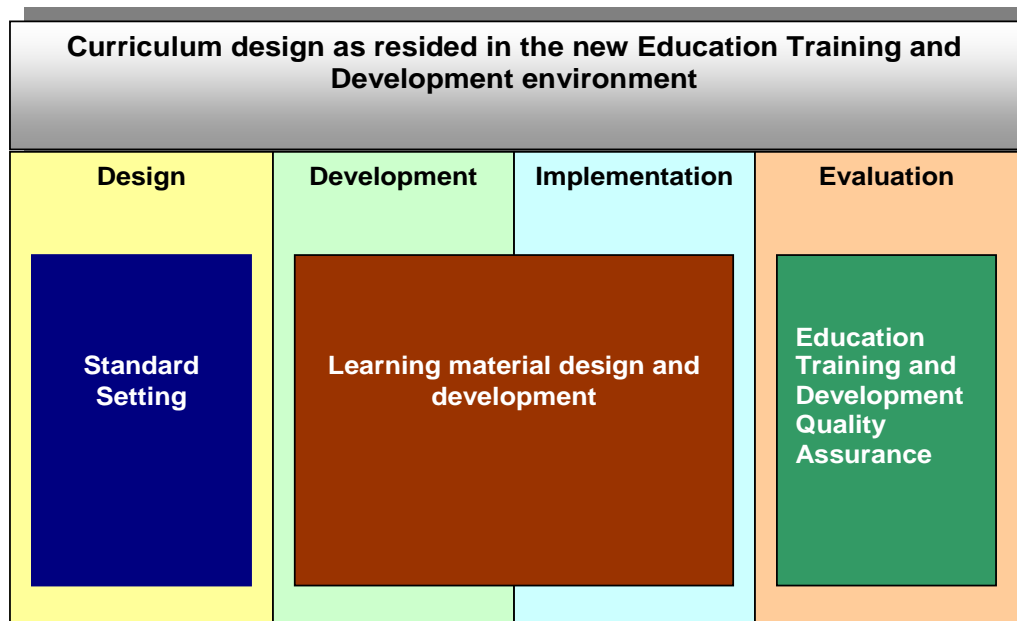 Curriculum design as resided in the new Education Training and
Development environment
Design
Development
Implementation
Evaluation
Standard
Setting
Learning material design and
development
Education
Training and
Development
Quality
Assurance